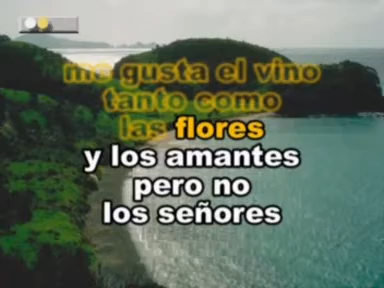 me gusta el vino
tanto como
las flores
y los amantes
pero no
los señores